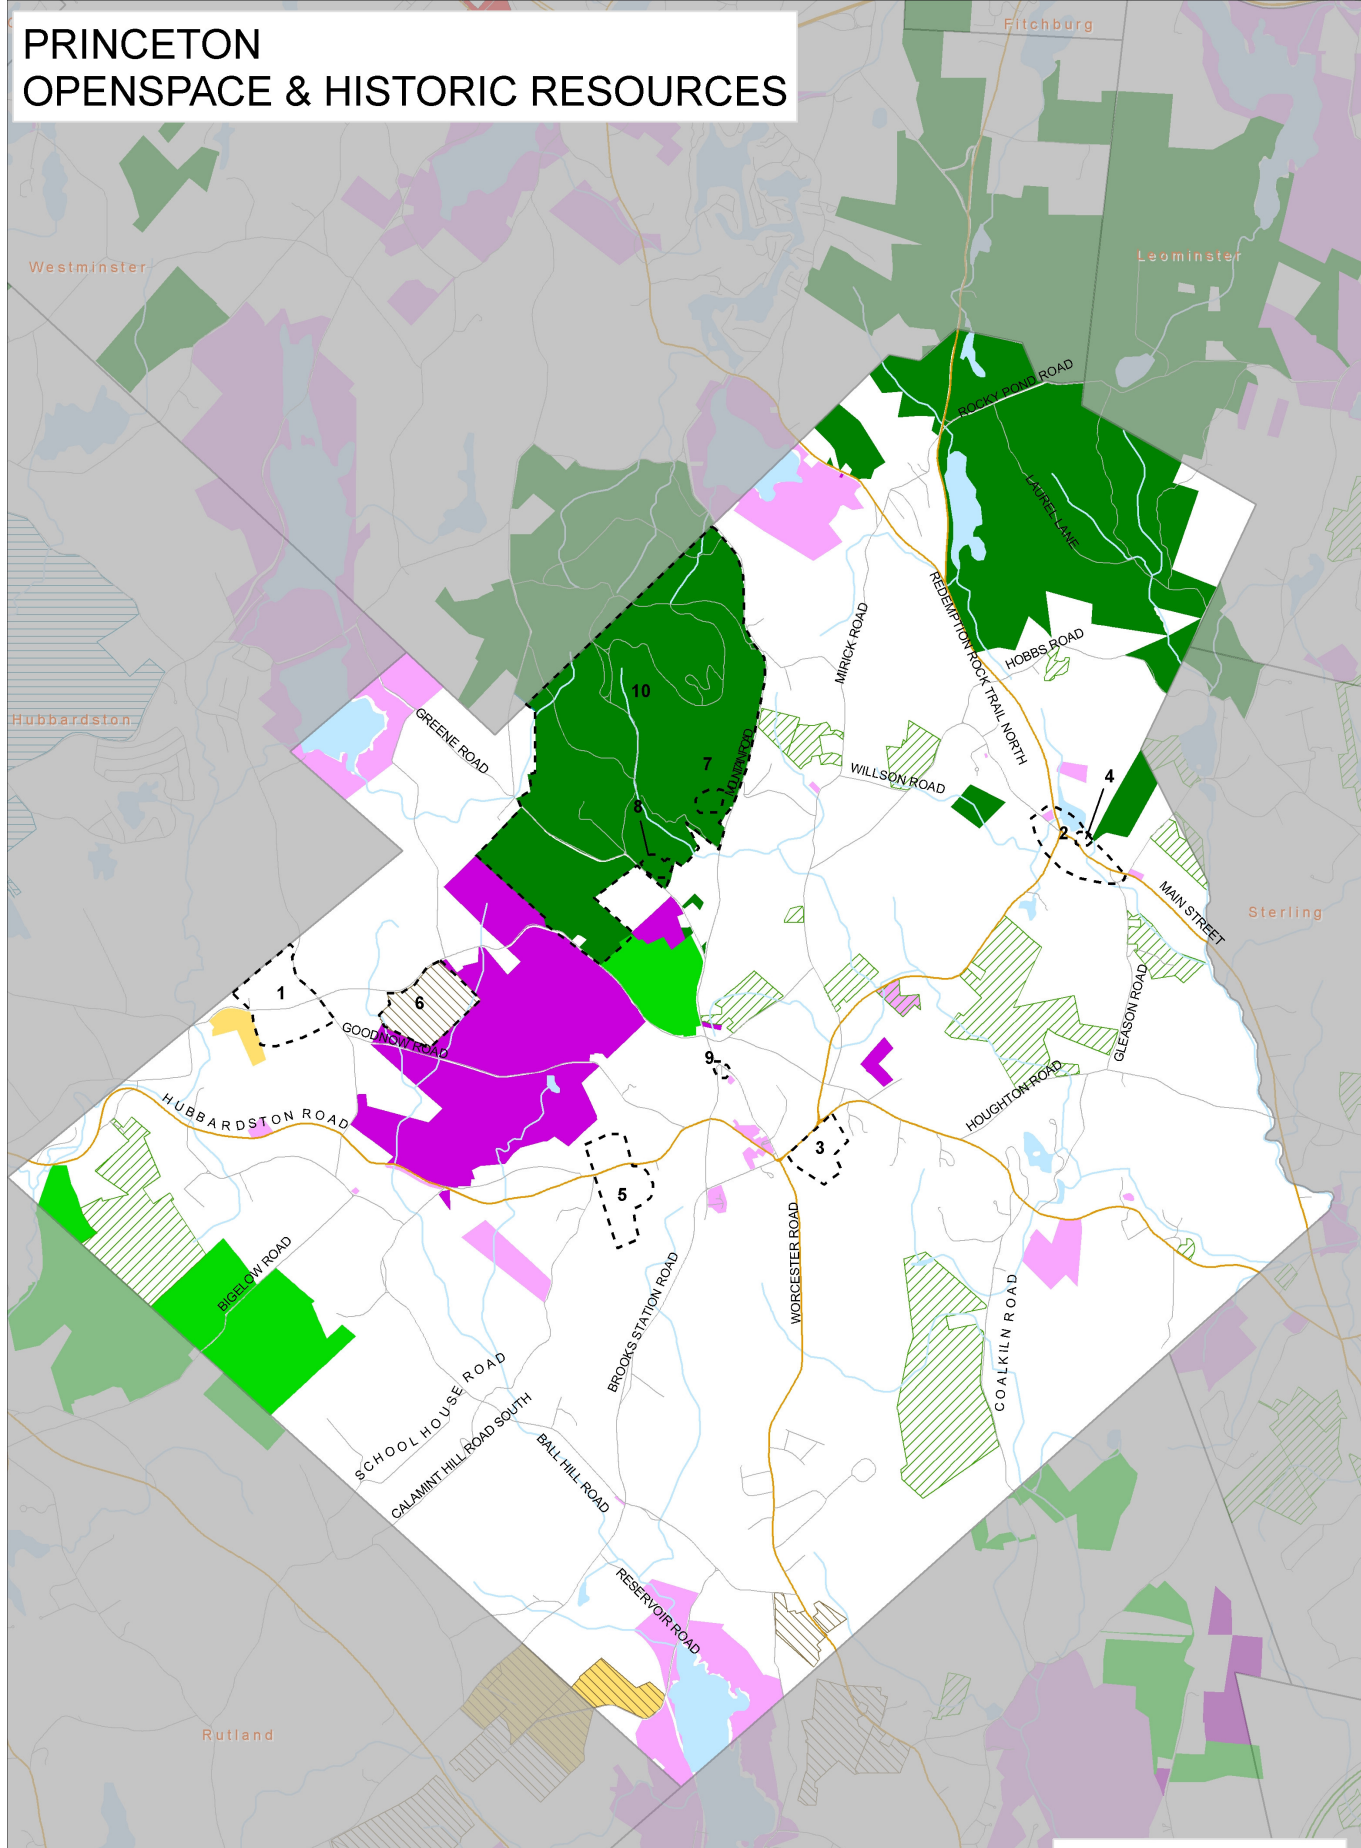 PRINCETON
OPENSPACE & HISTORIC RESOURCES
Fitchburg
Westminster
Leominster
ROCKY POND ROAD
LAUREL LANE
REDEMPTION ROCK TRAIL NORTH
MIRICK ROAD
HOBBS ROAD
10
Hubbardston
GREENE ROAD
7
MOUNTAIN ROAD
WILLSON ROAD
4
8
2
MAIN STREET
Sterling
1
6
GOODNOW ROAD
GLEASON ROAD
9
HUBBARDSTON ROAD
HOUGHTON ROAD
3
5
BIGELOW ROAD
WORCESTER ROAD
BROOKS STATION ROAD
COALKILN ROAD
SCHOOLHOUSE ROAD
CALAMINT HILL ROAD SOUTH
BALL HILL ROAD
RESERVOIR ROAD
Rutland